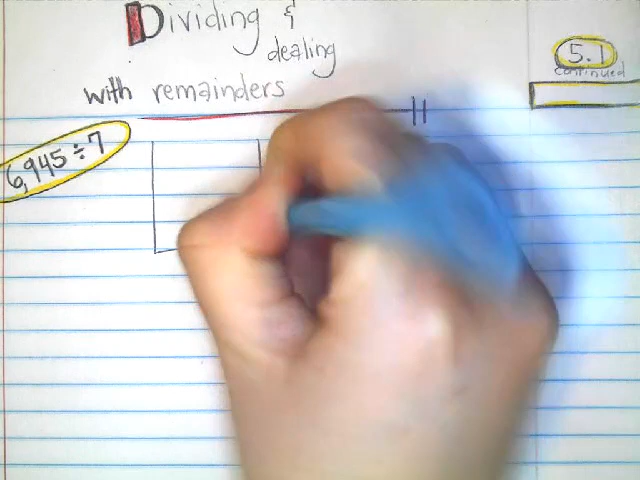 Dividing &
dealing
with remainders
5.1
continued
6,945 ÷ 7